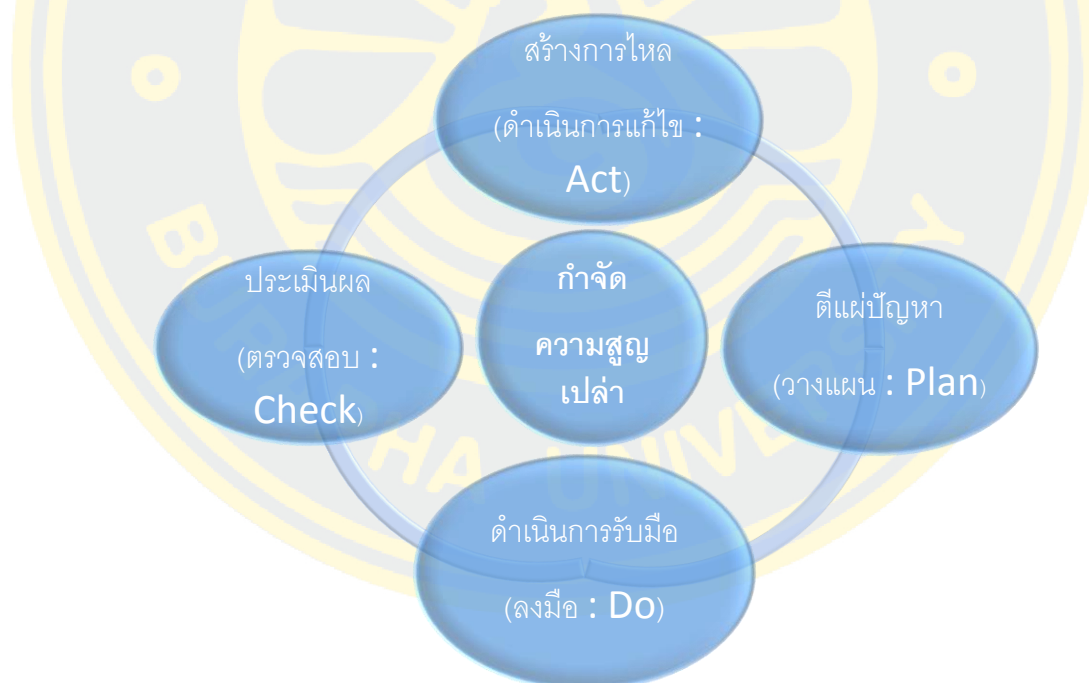 สร้างการไหล
(ดำเนินการแก้ไข :
Act)
ประเมินผล
(ตรวจสอบ :
Check)
กำจัด
ความสูญ
เปล่า
ตีแผ่ปัญหา
(วางแผน : Plan)
ดำเนินการรับมือ
(ลงมือ : Do)
BURAPHA UNIVERSITY